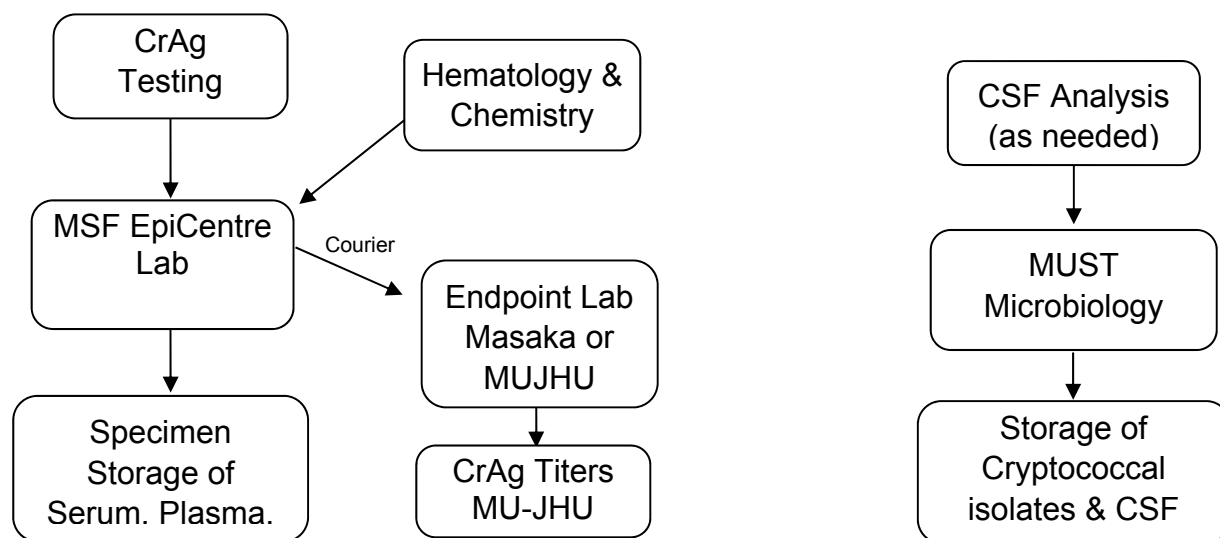 CrAg
Testing
Hematology &
Chemistry
MSF EpiCentre
Lab
Courier
Endpoint Lab
Masaka or
MUJHU
Specimen
Storage of
Serum. Plasma.
CrAg Titers
MU-JHU
CSF Analysis
(as needed)
MUST
Microbiology
Storage of
Cryptococcal
isolates & CSF